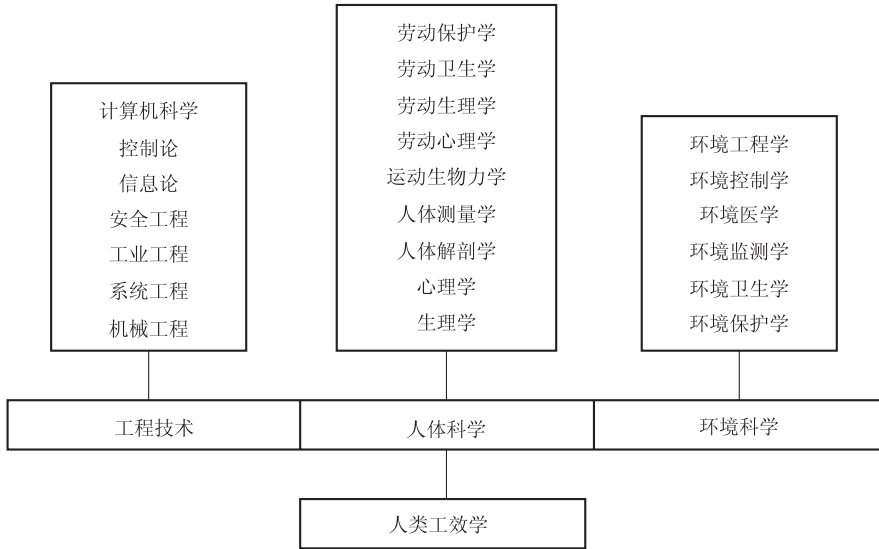 计算机科学
控制论
信息论
安全工程
工业工程
系统工程
机械工程
劳动保护学
劳动卫生学
劳动生理学
劳动心理学
运动生物力学
人体测量学
人体解剖学
心理学
生理学
环境工程学
环境控制学
环境医学
环境监测学
环境卫生学
环境保护学
工程技术
人体科学
环境科学
人类工效学